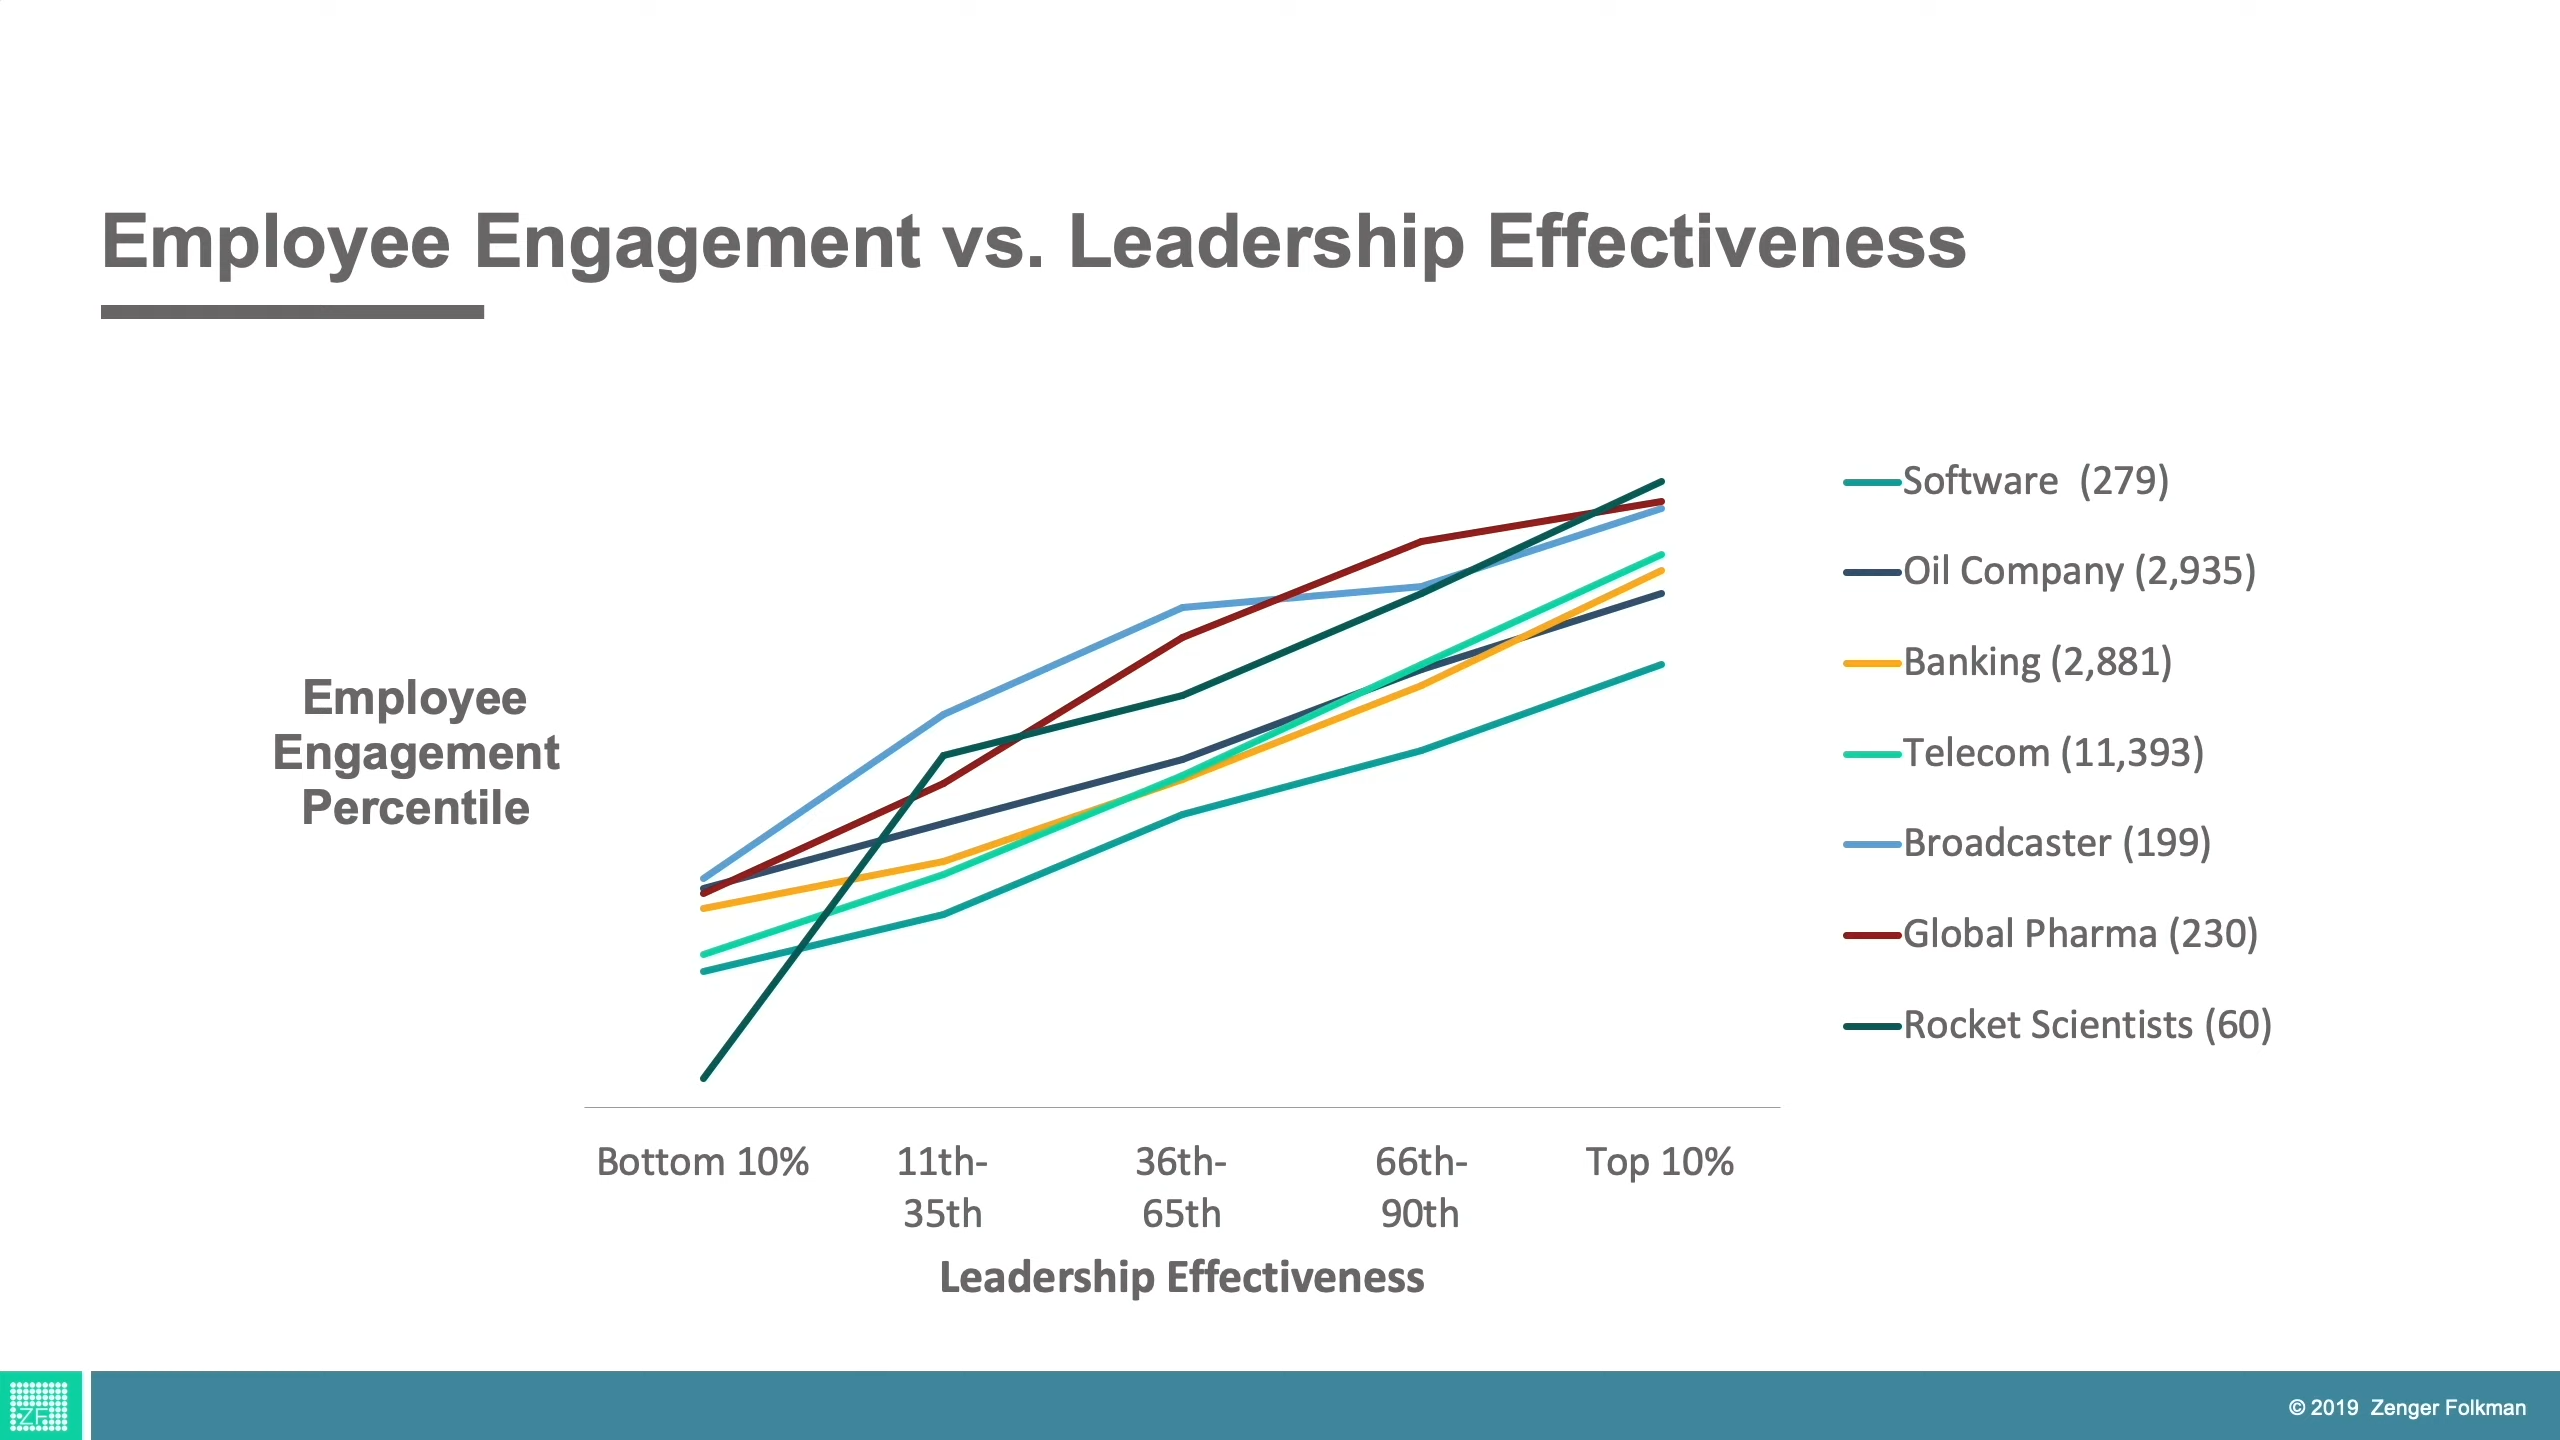 Employee Engagement vs. Leadership Effectiveness
Employee
Engagement
Percentile
Software  (279)
Oil Company (2,935)
Banking (2,881)
Telecom (11,393)
Broadcaster (199)
Global Pharma (230)
Rocket Scientists (60)
Bottom 10%
11th-
35th
36th-
65th
66th-
90th
Top 10%
Leadership Effectiveness
ZF
© 2019  Zenger Folkman